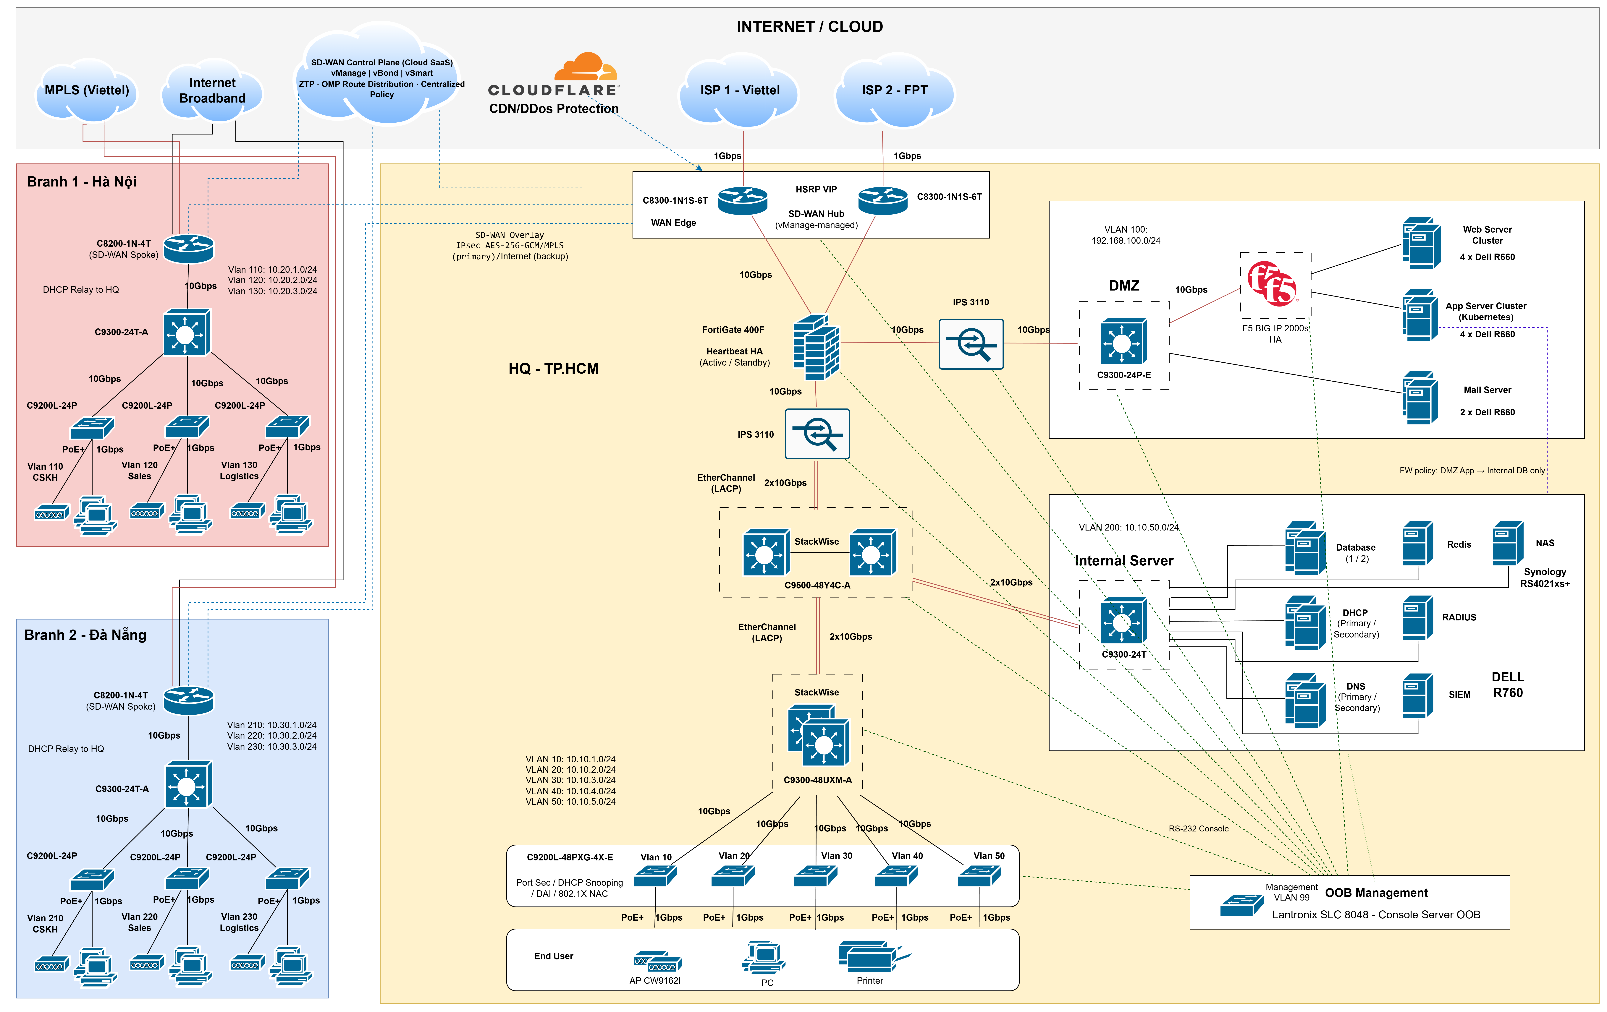 INTERNET / CLOUD
MPLS (Viettel)
Internet
Broadband
SD-WAN Control Plane (Cloud SaaS)
vManage | vBond | vSmart
ZTP - OMP Route Distribution - Centralized
Policy
CLOUDFLARE
CDN/DDos Protection
ISP 1 - Viettel
ISP 2 - FPT
1Gbps
1Gbps
Branh 1 - Hà Nội
C8200-1N-4T
(SD-WAN Spoke)
Vlan 110: 10.20.1.0/24
Vlan 120: 10.20.2.0/24
Vlan 130: 10.20.3.0/24
DHCP Relay to HQ
10Gbps
C9300-24T-A
10Gbps
10Gbps
10Gbps
C9200L-24P
C9200L-24P
C9200L-24P
PoE+
1Gbps
PoE+
1Gbps
PoE+
1Gbps
Vlan 110
CSKH
Vlan 120
Sales
Vlan 130
Logistics
Branh 2 - Đà Nẵng
C8200-1N-4T
(SD-WAN Spoke)
Vlan 210: 10.30.1.0/24
Vlan 220: 10.30.2.0/24
Vlan 230: 10.30.3.0/24
DHCP Relay to HQ
10Gbps
C9300-24T-A
10Gbps
10Gbps
10Gbps
C9200L-24P
C9200L-24P
C9200L-24P
PoE+
1Gbps
PoE+
1Gbps
PoE+
1Gbps
Vlan 210
CSKH
Vlan 220
Sales
Vlan 230
Logistics
C8300-1N1S-6T
WAN Edge
HSRP VIP
SD-WAN Hub
(vManage-managed)
C8300-1N1S-6T
SD-WAN Overlay
IPsec AES-256-GCM/MPLS
(primary)/Internet (backup)
10Gbps
HQ - TP.HCM
FortiGate 400F
Heartbeat HA
(Active / Standby)
10Gbps
IPS 3110
10Gbps
10Gbps
IPS 3110
EtherChannel
(LACP)
2x10Gbps
StackWise
C9500-48Y4C-A
2x10Gbps
EtherChannel
(LACP)
2x10Gbps
StackWise
C9300-48UXM-A
VLAN 10: 10.10.1.0/24
VLAN 20: 10.10.2.0/24
VLAN 30: 10.10.3.0/24
VLAN 40: 10.10.4.0/24
VLAN 50: 10.10.5.0/24
10Gbps
10Gbps
10Gbps
10Gbps
10Gbps
C9200L-48PXG-4X-E
Port Sec / DHCP Snooping
/ DAI / 802.1X NAC
Vlan 10
Vlan 20
Vlan 30
Vlan 40
Vlan 50
PoE+
1Gbps
PoE+
1Gbps
PoE+
1Gbps
PoE+
1Gbps
PoE+
1Gbps
End User
AP CW9162I
PC
Printer
VLAN 100:
192.168.100.0/24
DMZ
C9300-24P-E
10Gbps
F5 BIG IP 2000s
HA
Web Server
Cluster
4 x Dell R660
App Server Cluster
(Kubernetes)
4 x Dell R660
Mail Server
2 x Dell R660
FW policy: DMZ App → Internal DB only
VLAN 200: 10.10.50.0/24
Internal Server
C9300-24T
Database
(1 / 2)
Redis
NAS
Synology
RS4021xs+
DHCP
(Primary /
Secondary)
RADIUS
DNS
(Primary /
Secondary)
SIEM
DELL
R760
RS-232 Console
Management
VLAN 99
OOB Management
Lantronix SLC 8048 - Console Server OOB